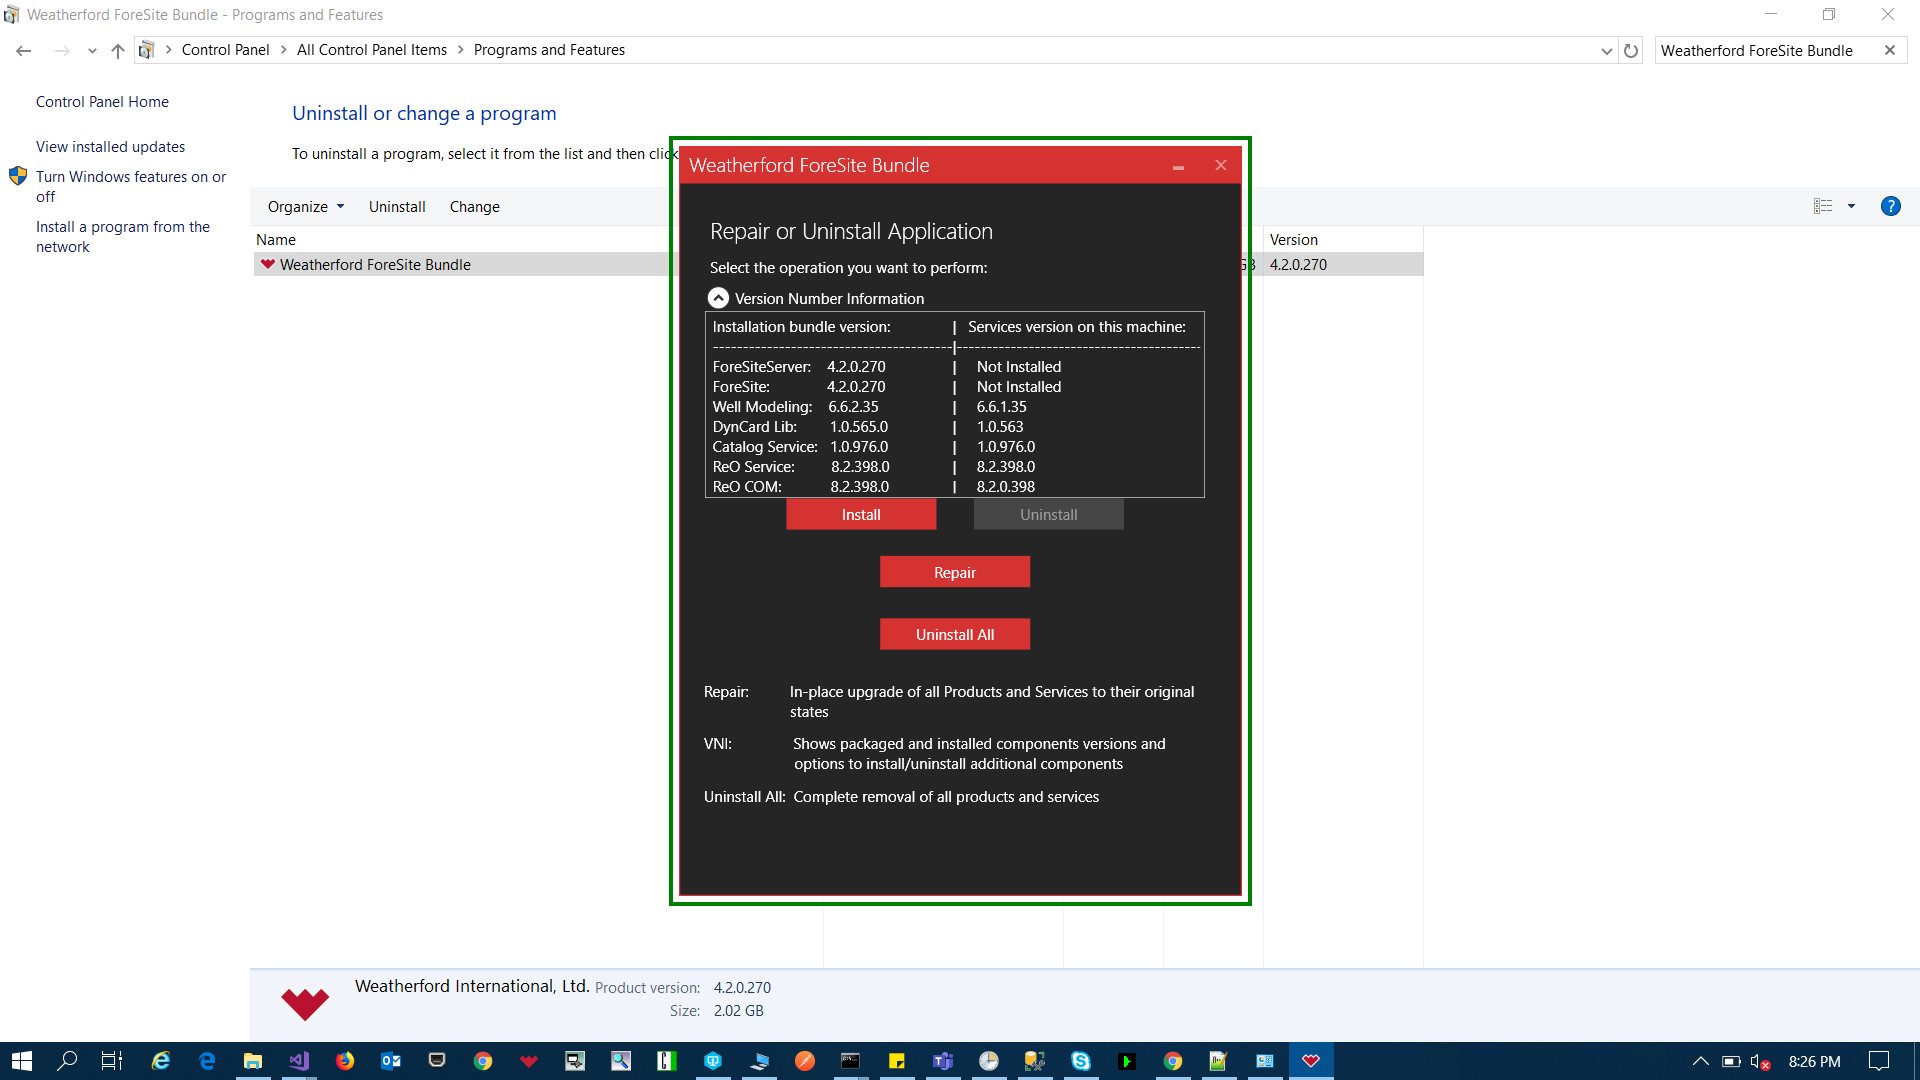 Weatherford ForeSite Bundle - Programs and Features
Control Panel > All Control Panel Items > Programs and Features
Weatherford ForeSite Bundle
Control Panel Home
View installed updates
Turn Windows features on or
off
Install a program from the
network
Uninstall or change a program
To uninstall a program, select it from the list and then click
Organize Uninstall Change
Name Version
Weatherford ForeSite Bundle GB 4.2.0.270
Weatherford ForeSite Bundle
Repair or Uninstall Application
Select the operation you want to perform:
Version Number Information
Installation bundle version: | Services version on this machine:
ForeSiteServer: 4.2.0.270 | Not Installed
ForeSite: 4.2.0.270 | Not Installed
Well Modeling: 6.6.2.35 | 6.6.1.35
DynCard Lib: 1.0.565.0 | 1.0.563
Catalog Service: 1.0.976.0 | 1.0.976.0
ReO Service: 8.2.398.0 | 8.2.398.0
ReO COM: 8.2.398.0 | 8.2.0.398
Install Uninstall
Repair
Uninstall All
Repair: In-place upgrade of all Products and Services to their original
states
VNI: Shows packaged and installed components versions and
options to install/uninstall additional components
Uninstall All: Complete removal of all products and services
Weatherford International, Ltd. Product version: 4.2.0.270
Size: 2.02 GB
8:26 PM